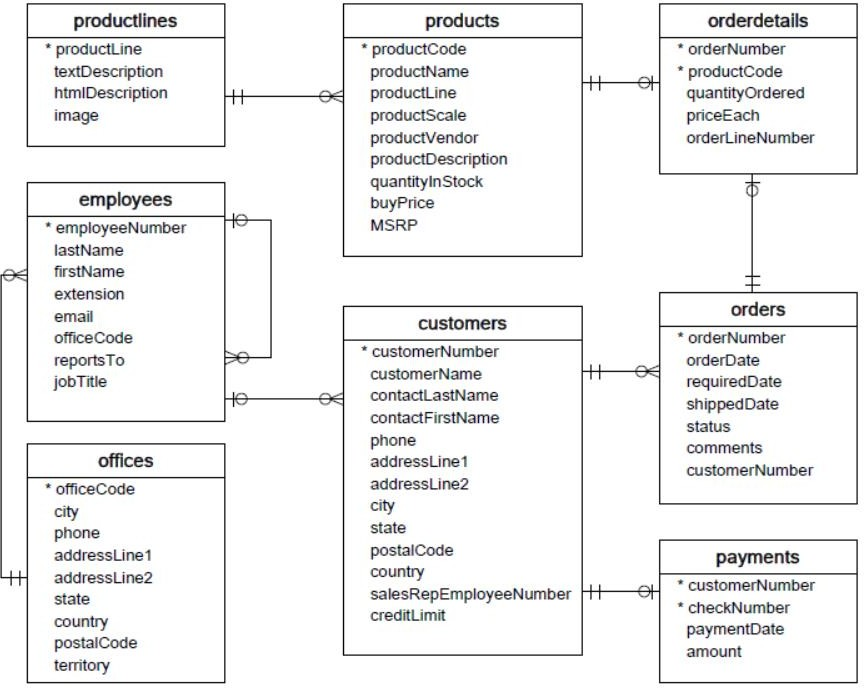 productlines
* productLine
textDescription
htmlDescription
image
products
* productCode
productName
productLine
productScale
productVendor
productDescription
quantityInStock
buyPrice
MSRP
orderdetails
* orderNumber
* productCode
quantityOrdered
priceEach
orderLineNumber
employees
* employeeNumber
lastName
firstName
extension
email
officeCode
reportsTo
jobTitle
customers
* customerNumber
customerName
contactLastName
contactFirstName
phone
addressLine1
addressLine2
city
state
postalCode
country
salesRepEmployeeNumber
creditLimit
orders
* orderNumber
orderDate
requiredDate
shippedDate
status
comments
customerNumber
offices
* officeCode
city
phone
addressLine1
addressLine2
state
country
postalCode
territory
payments
* customerNumber
* checkNumber
paymentDate
amount